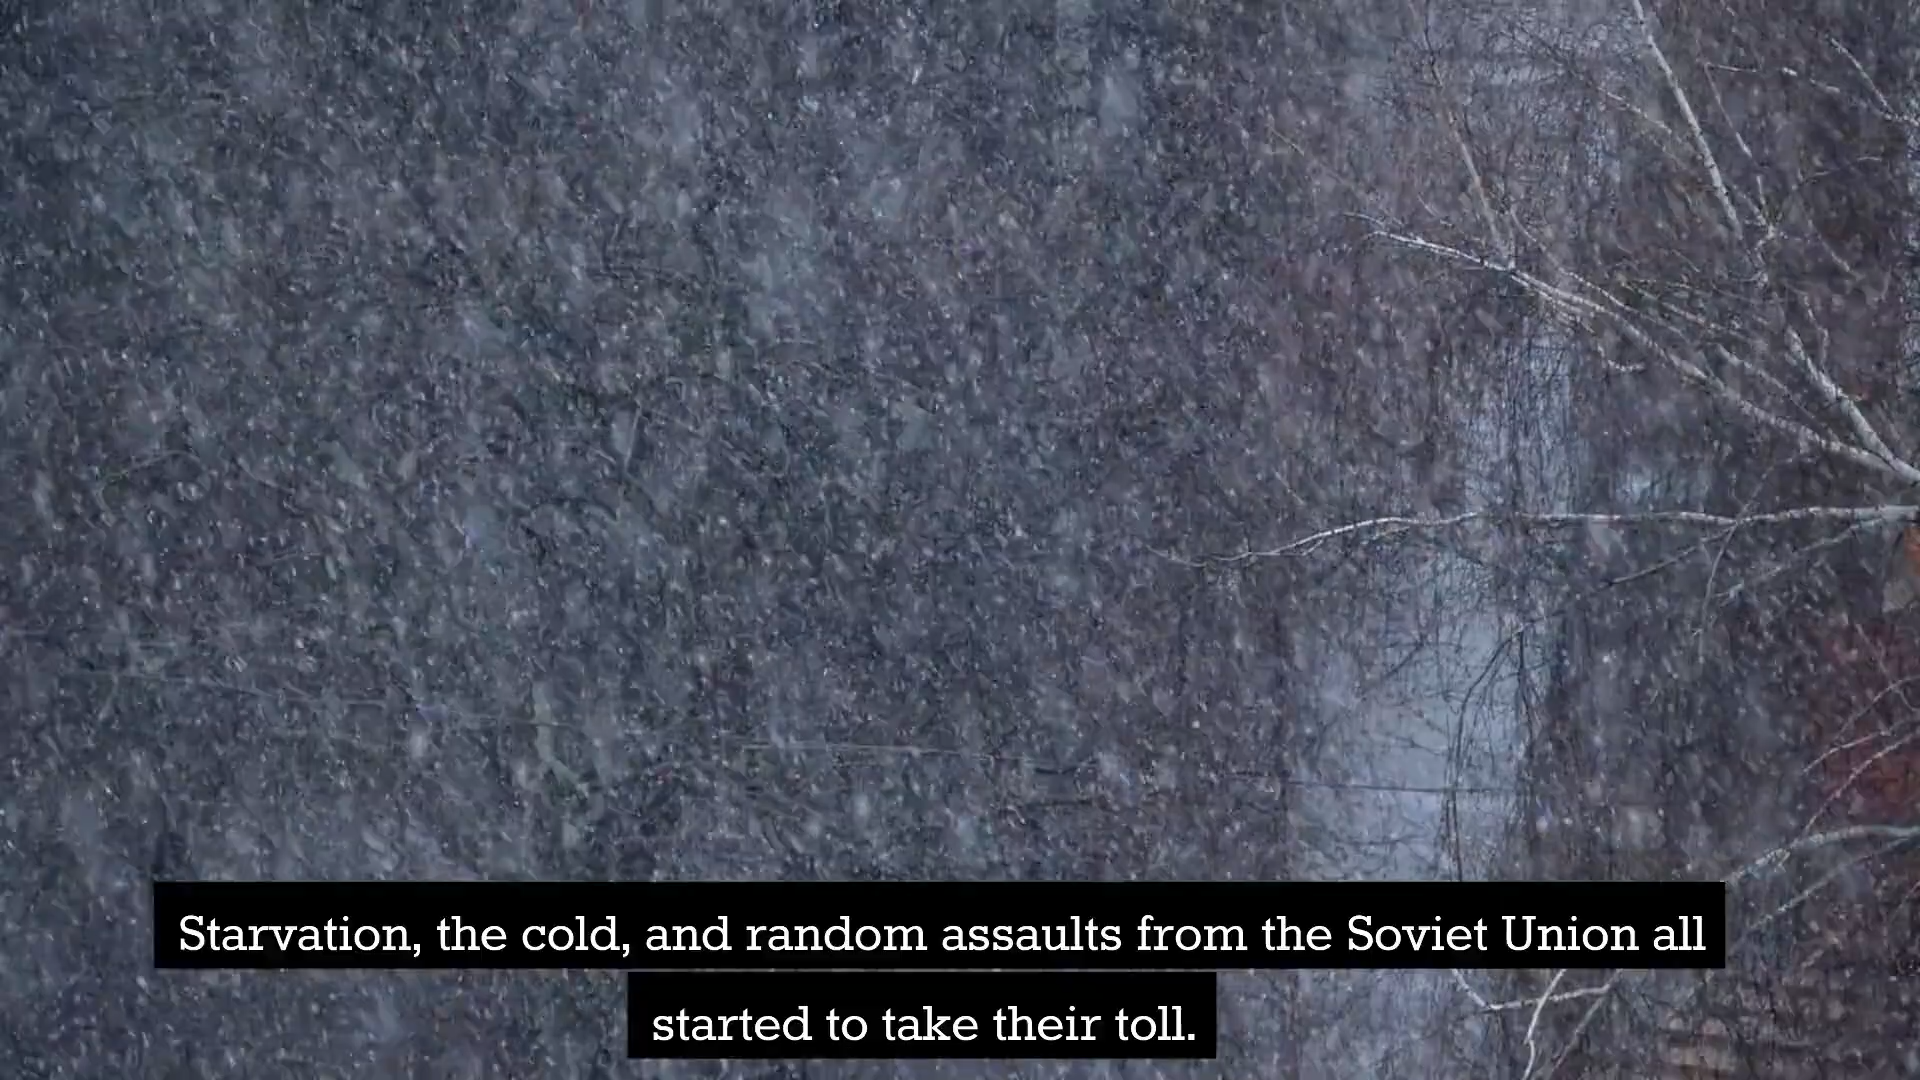 Starvation, the cold, and random assaults from the Soviet Union all
started to take their toll.